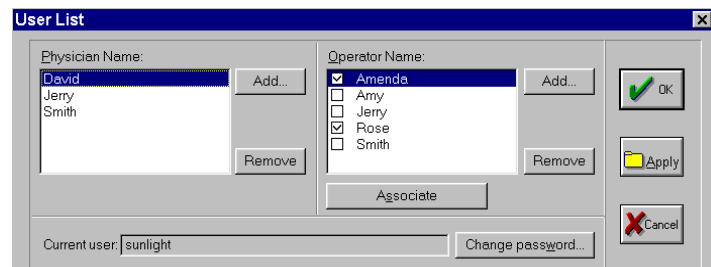 User List
Physician Name:
David
Jerry
Smith
Add...
Remove
Operator Name:
Amenda
Amy
Jerry
Rose
Smith
Add...
Remove
Associate
OK
Apply
Cancel
Current user: sunlight
Change password...